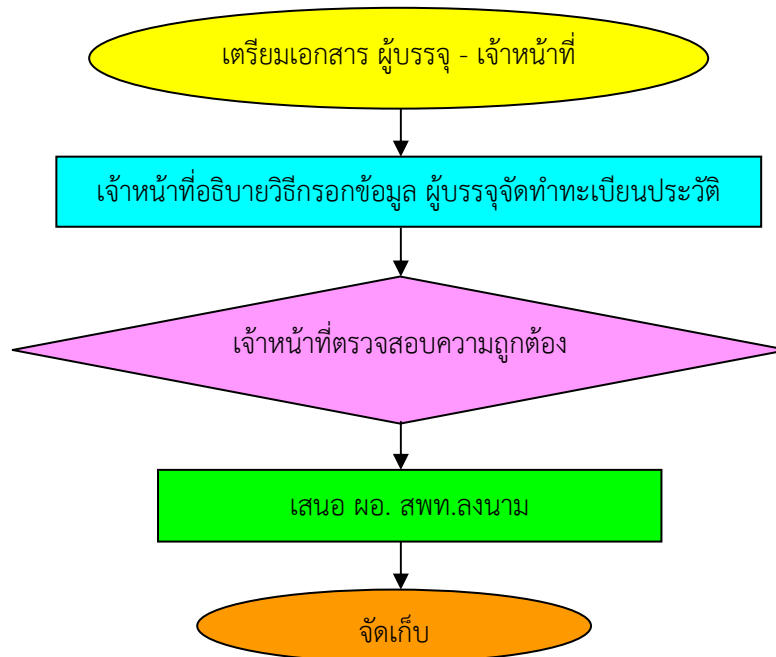 เตรียมเอกสาร ผู้บรรจุ - เจ้าหน้าที่
เจ้าหน้าที่อธิบายวิธีกรอกข้อมูล ผู้บรรจุจัดทำทะเบียนประวัติ
เจ้าหน้าที่ตรวจสอบความถูกต้อง
เสนอ ผอ. สพท.ลงนาม
จัดเก็บ